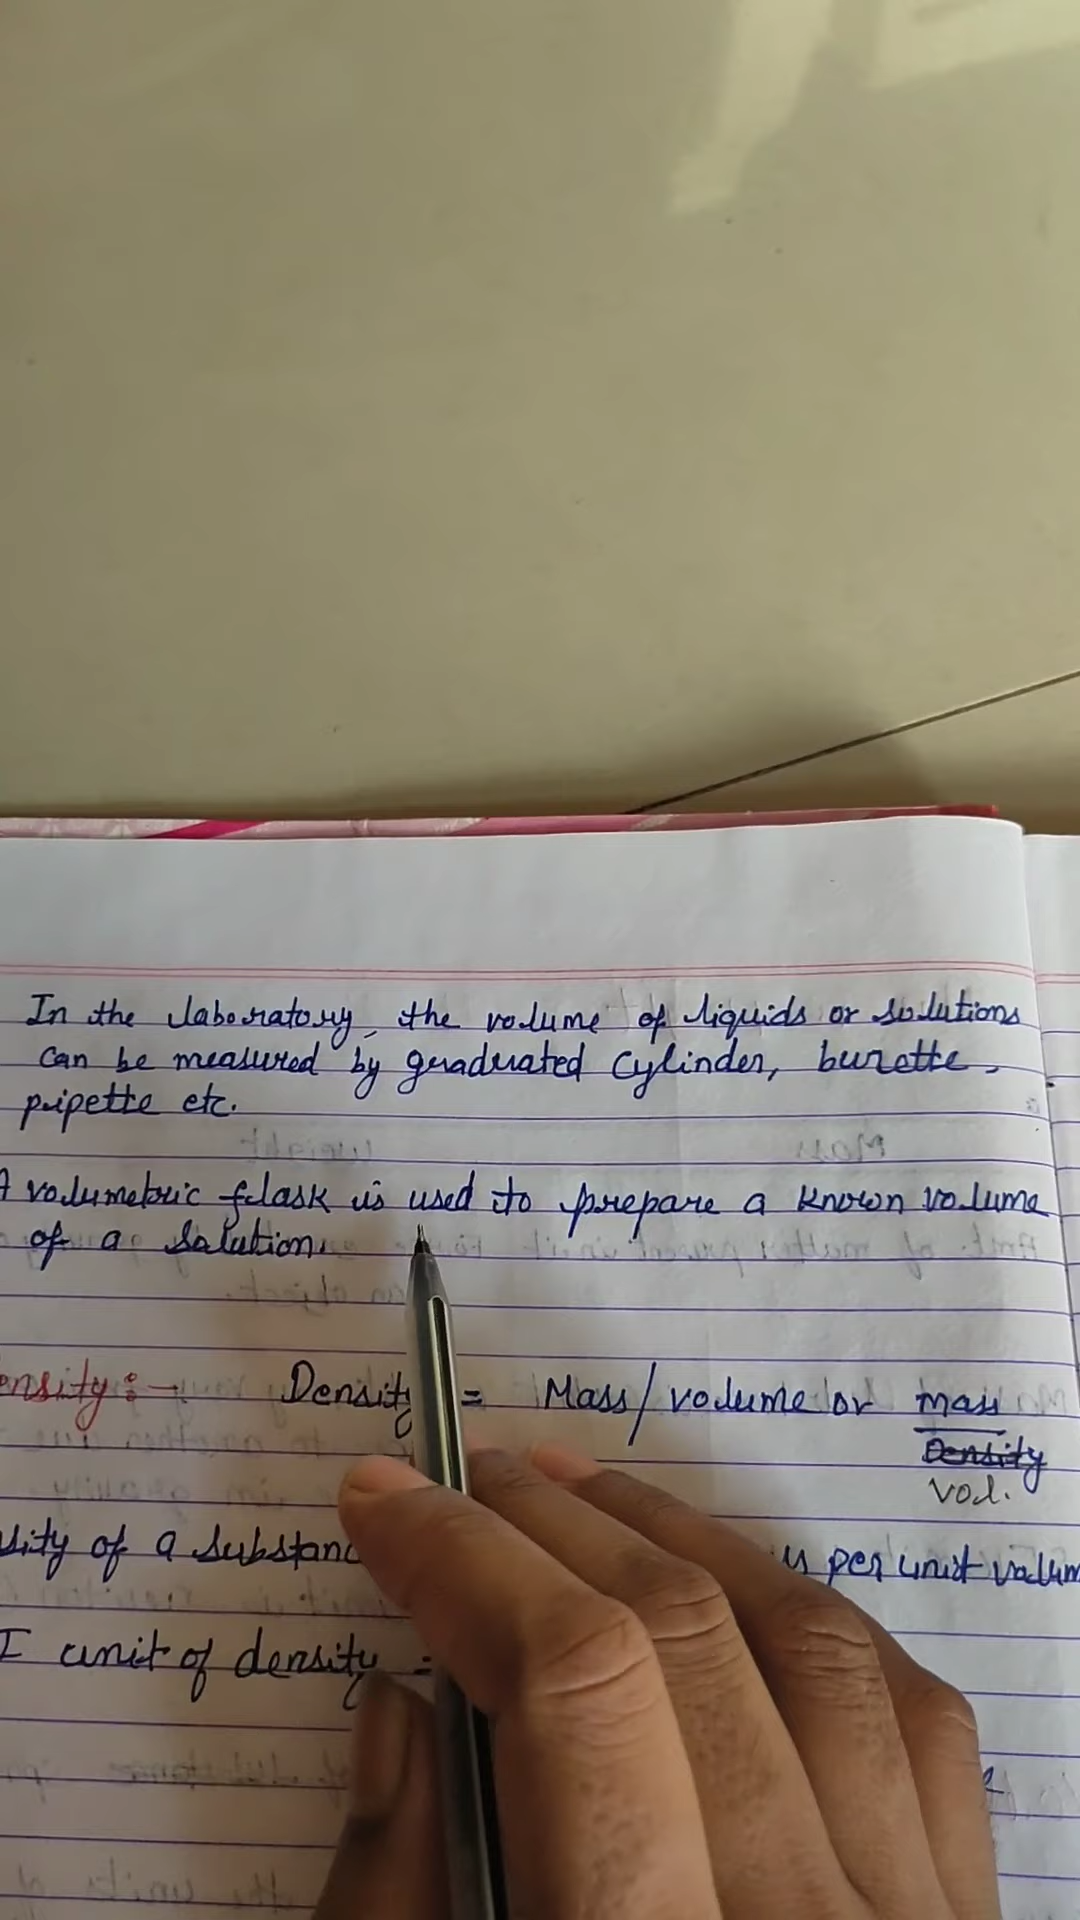 In the laboratory, the volume of liquids or solutions
can be measured by graduated cylinder, burette,
pipette etc.
A volumetric flask is used to prepare a known volume
of a solution.
ensity:- Density = Mass/volume or mass
Density
vol.
sity of a substanc per unit volum
I unit of density =